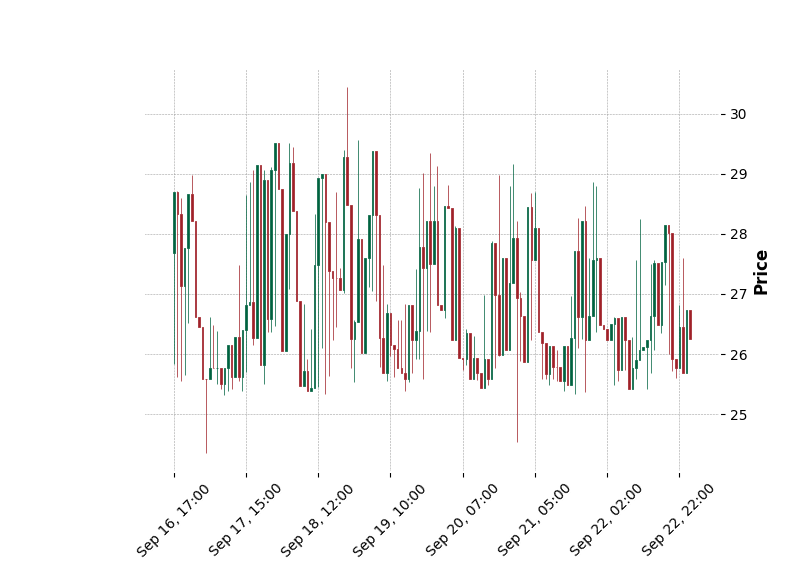 30
29
28
27
26
25
Price
Sep 16, 17:00
Sep 17, 15:00
Sep 18, 12:00
Sep 19, 10:00
Sep 20, 07:00
Sep 21, 05:00
Sep 22, 02:00
Sep 22, 22:00